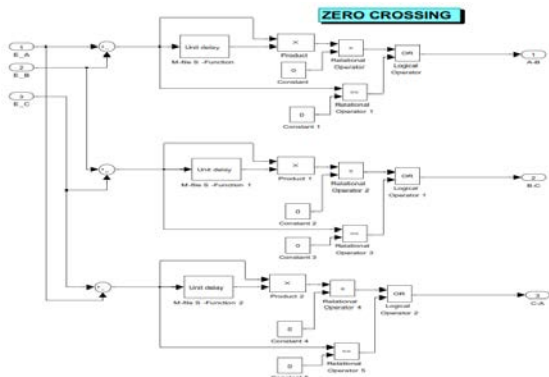 ZERO CROSSING
1
E_A
2
E_B
3
E_C
Unit delay
M-file S -Function
X
Product
0
Constant
Relational
Operator
OR
Logical
Operator
1
A-B
0
Constant 1
Relational
Operator 1
Unit delay
M-file S -Function 1
X
Product 1
0
Constant 2
Relational
Operator 2
OR
Logical
Operator 1
2
B-C
0
Constant 3
Relational
Operator 3
Unit delay
M-file S -Function 2
X
Product 2
0
Constant 4
Relational
Operator 4
OR
Logical
Operator 2
3
C-A
0
Relational
Operator 5